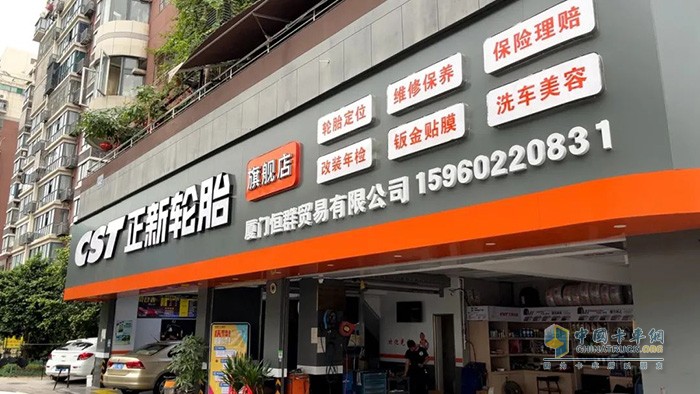 CST 正新轮胎
旗舰店
轮胎定位
维修保养
保险理赔
改装年检
钣金贴膜
洗车美容
厦门恒群贸易有限公司 15960220831
中国卡车网
CHINATRUCK.ORG